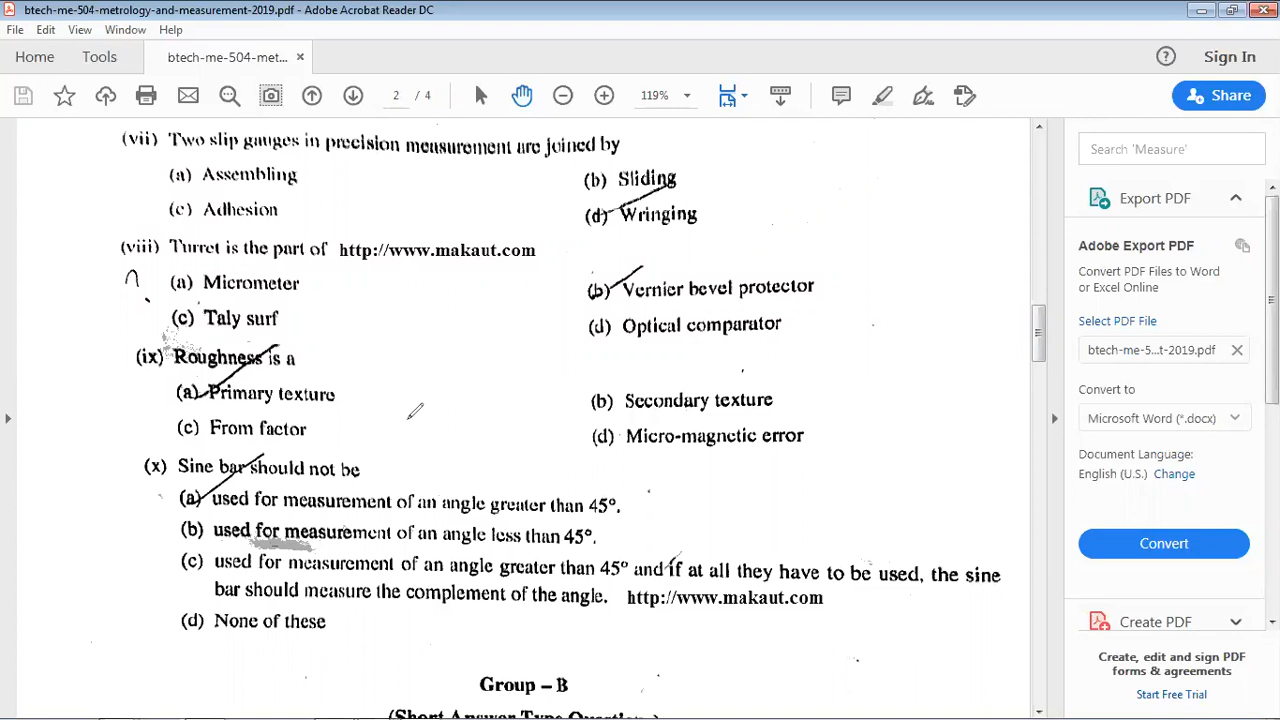 btech-me-504-metrology-and-measurement-2019.pdf - Adobe Acrobat Reader DC
File Edit View Window Help
Home Tools btech-me-504-met... × Sign In
2 / 4 119% Share
(vii) Two slip gauges in precision measurement are joined by
(a) Assembling (b) Sliding
(c) Adhesion (d) Wringing
(viii) Turret is the part of http://www.makaut.com
(a) Micrometer (b) Vernier bevel protector
(c) Taly surf (d) Optical comparator
(ix) Roughness is a
(a) Primary texture (b) Secondary texture
(c) From factor (d) Micro-magnetic error
(x) Sine bar should not be
(a) used for measurement of an angle greater than 45°.
(b) used for measurement of an angle less than 45°.
(c) used for measurement of an angle greater than 45° and if at all they have to be used, the sine
bar should measure the complement of the angle. http://www.makaut.com
(d) None of these
Group – B
(Short Answer Type Question
Search 'Measure'
Export PDF
Adobe Export PDF
Convert PDF Files to Word
or Excel Online
Select PDF File
btech-me-5...t-2019.pdf ×
Convert to
Microsoft Word (*.docx)
Document Language:
English (U.S.) Change
Convert
Create PDF
Create, edit and sign PDF
forms & agreements
Start Free Trial